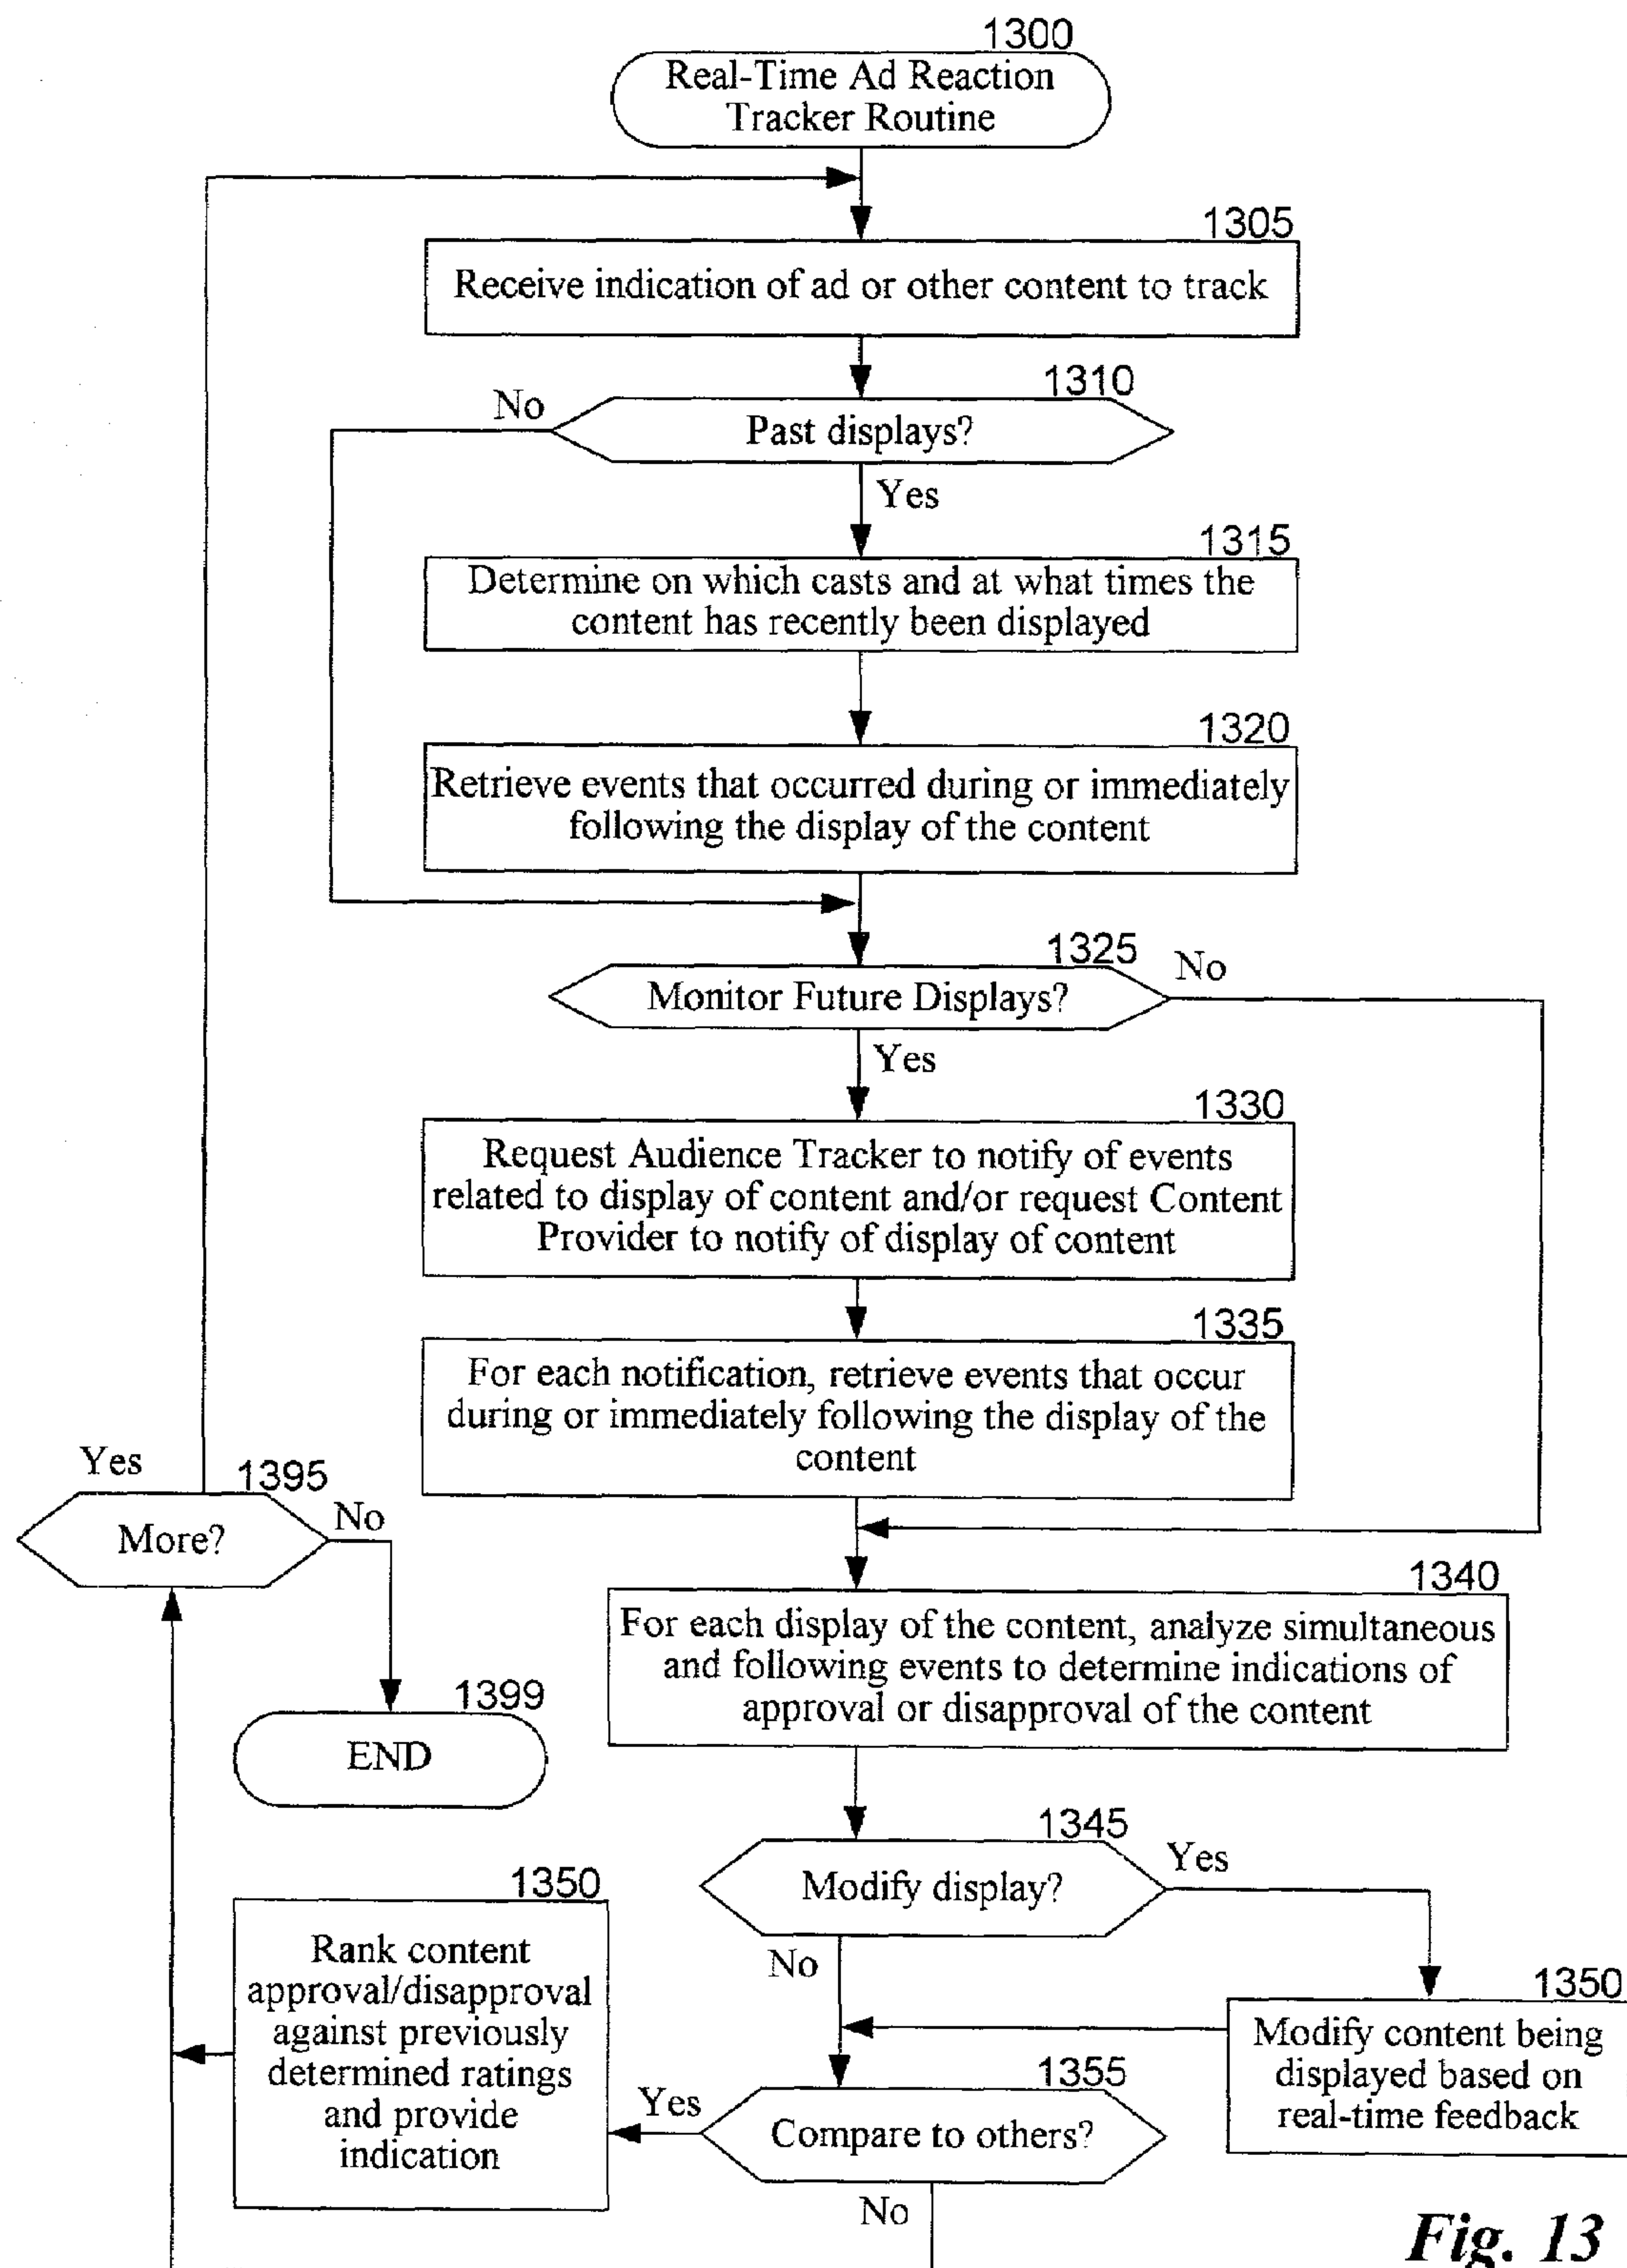 1300
Real-Time Ad Reaction
Tracker Routine
1305
Receive indication of ad or other content to track
1310
No
Past displays?
Yes
1315
Determine on which casts and at what times the
content has recently been displayed
1320
Retrieve events that occurred during or immediately
following the display of the content
1325
No
Monitor Future Displays?
Yes
1330
Request Audience Tracker to notify of events
related to display of content and/or request Content
Provider to notify of display of content
1335
For each notification, retrieve events that occur
during or immediately following the display of the
content
Yes
1395
No
More?
1340
For each display of the content, analyze simultaneous
and following events to determine indications of
approval or disapproval of the content
1399
END
1345
Yes
Modify display?
No
1350
Rank content
approval/disapproval
against previously
determined ratings
and provide
indication
1350
Modify content being
displayed based on
real-time feedback
1355
Yes
Compare to others?
No
Fig. 13